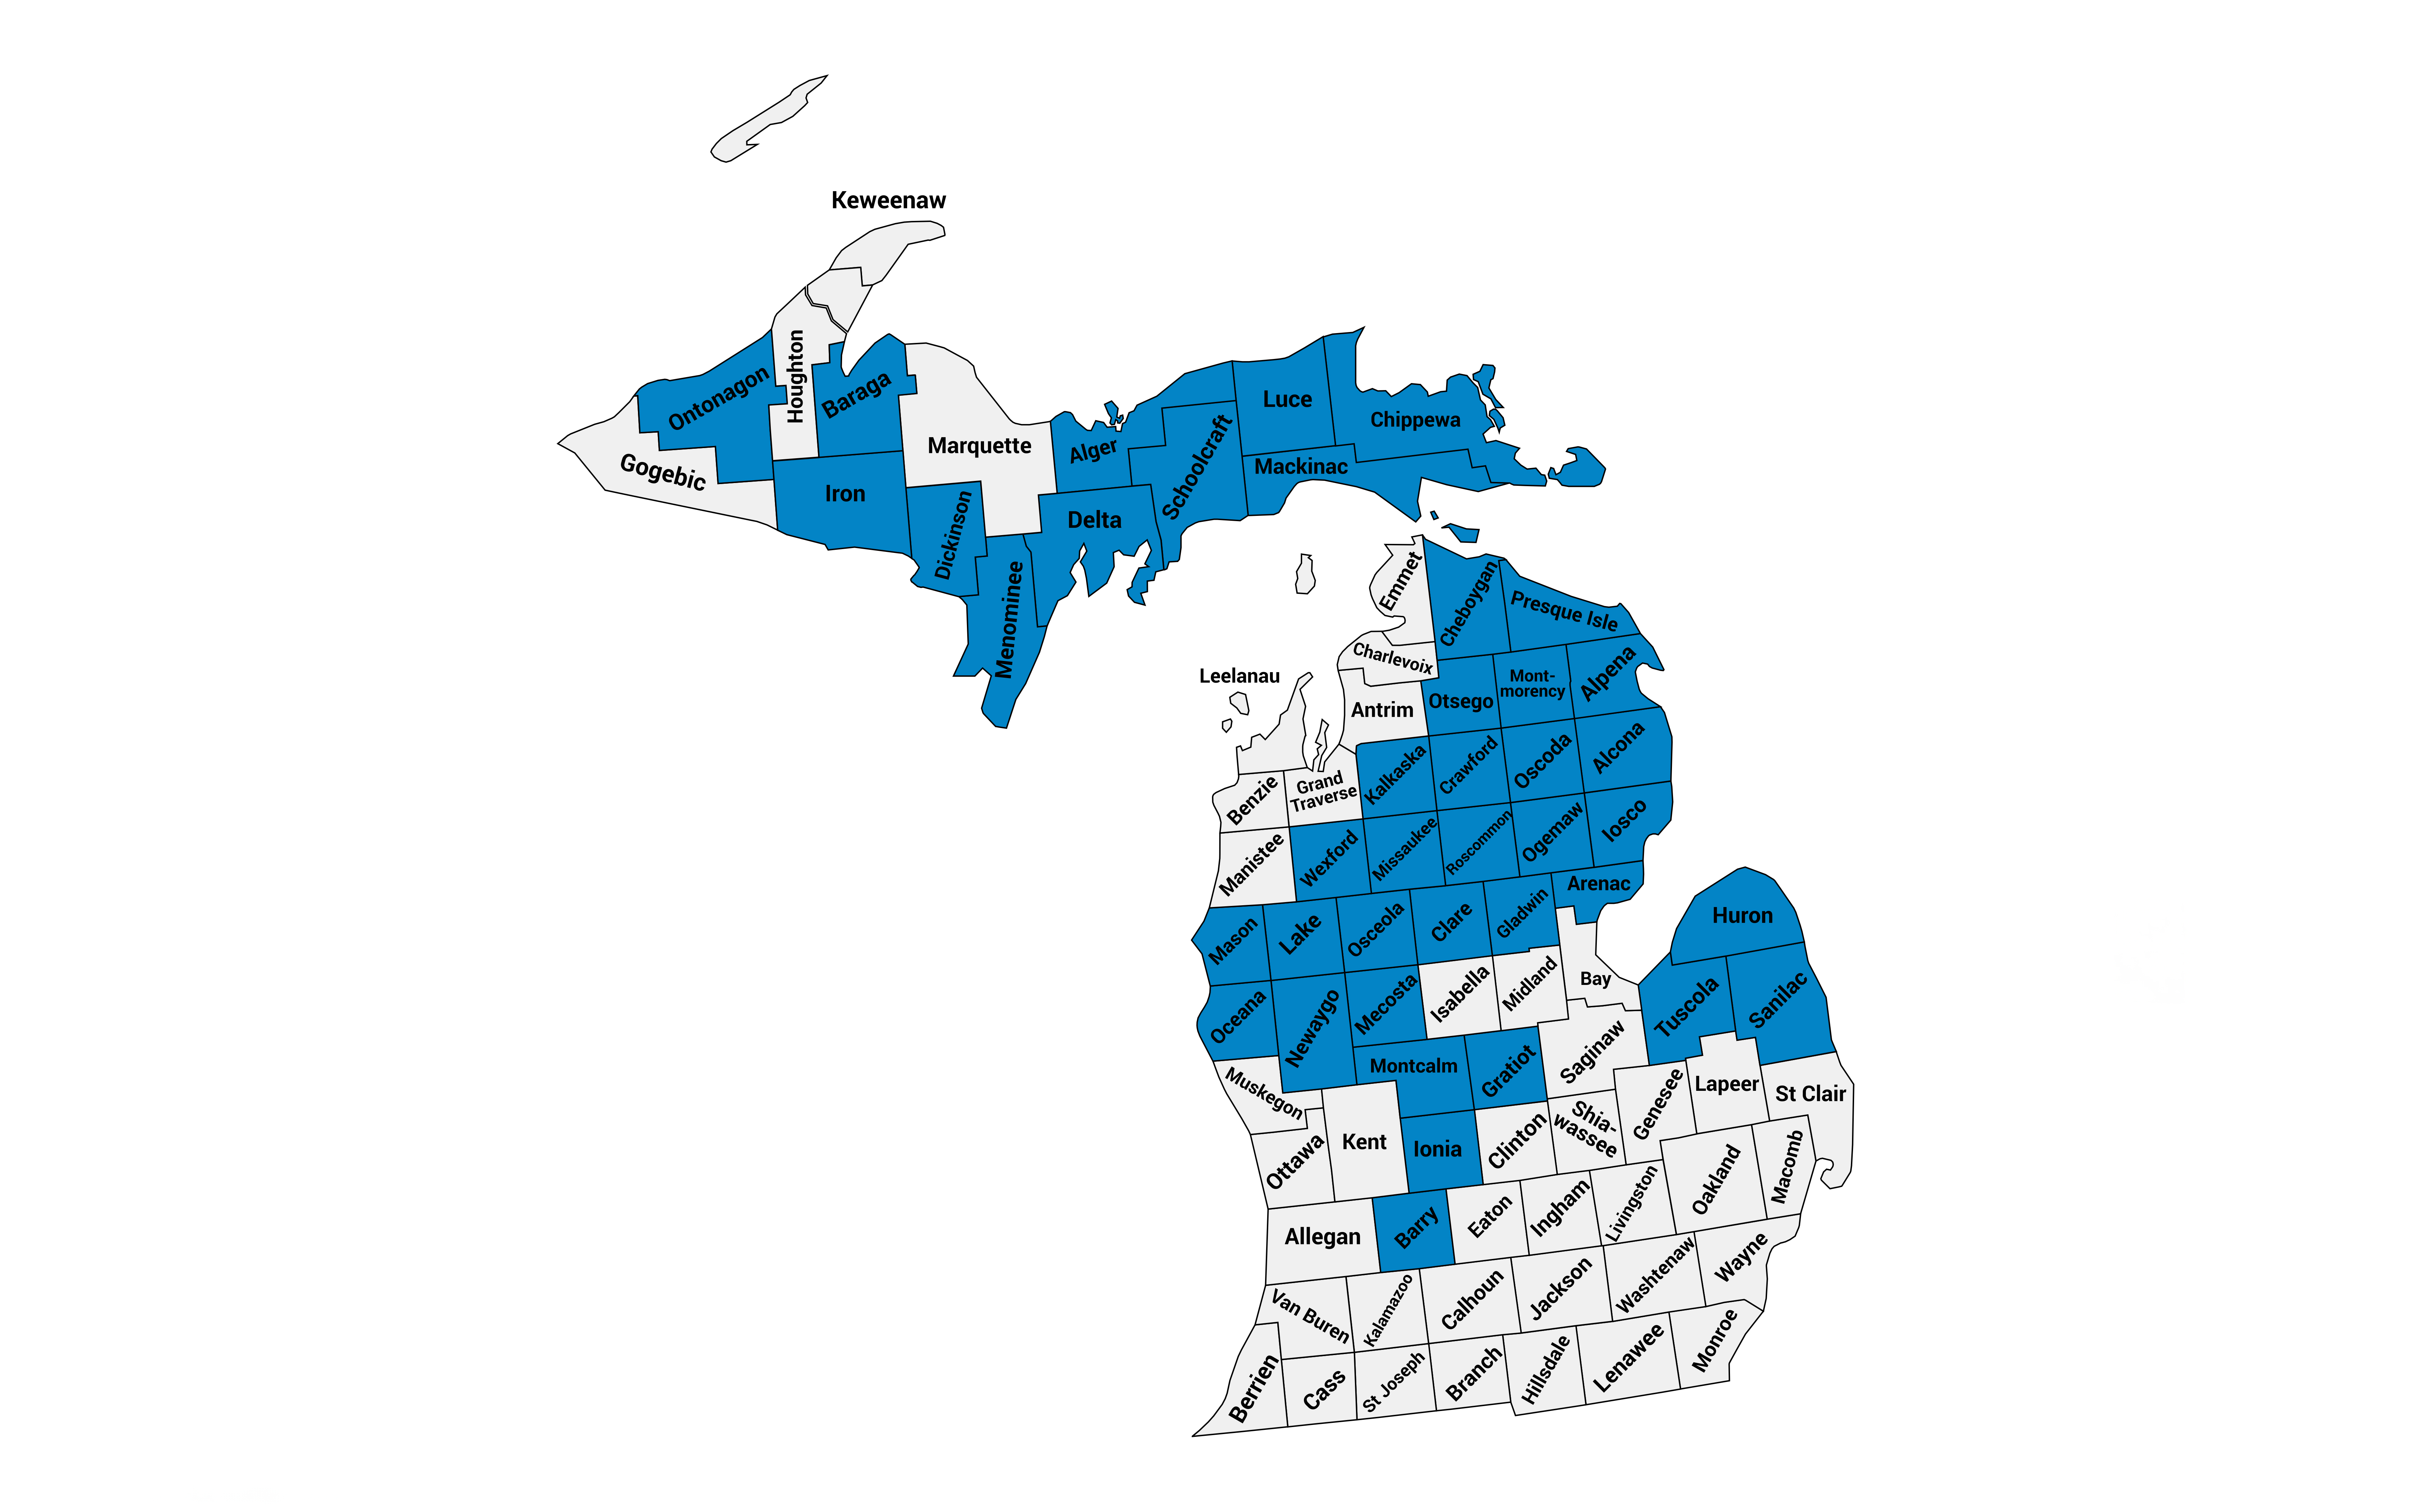 Keweenaw
Houghton
Ontonagon
Baraga
Gogebic
Iron
Marquette
Dickinson
Menominee
Alger
Delta
Schoolcraft
Luce
Chippewa
Mackinac
Emmet
Cheboygan
Presque Isle
Charlevoix
Leelanau
Antrim
Otsego
Mont-
morency
Alpena
Benzie
Grand
Traverse
Kalkaska
Crawford
Oscoda
Alcona
Manistee
Wexford
Missaukee
Roscommon
Ogemaw
Iosco
Arenac
Mason
Lake
Osceola
Clare
Gladwin
Huron
Oceana
Newaygo
Mecosta
Isabella
Midland
Bay
Tuscola
Sanilac
Muskegon
Montcalm
Gratiot
Saginaw
Genesee
Lapeer
St Clair
Ottawa
Kent
Ionia
Clinton
Shia-
wassee
Livingston
Oakland
Macomb
Allegan
Barry
Eaton
Ingham
Van Buren
Kalamazoo
Calhoun
Jackson
Washtenaw
Wayne
Berrien
Cass
St Joseph
Branch
Hillsdale
Lenawee
Monroe